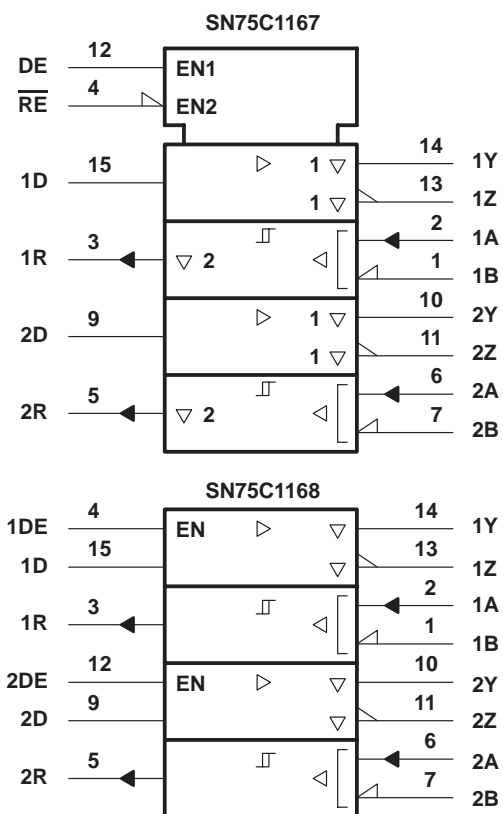 SN75C1167
DE 12 EN1
RE 4 EN2
1D 15 1 14 1Y
1 13 1Z
1R 3 2 2 1A
1 1B
2D 9 1 10 2Y
1 11 2Z
2R 5 2 6 2A
7 2B
SN75C1168
1DE 4 EN 14 1Y
1D 15 13 1Z
1R 3 2 1A
1 1B
2DE 12 EN 10 2Y
2D 9 11 2Z
2R 5 6 2A
7 2B